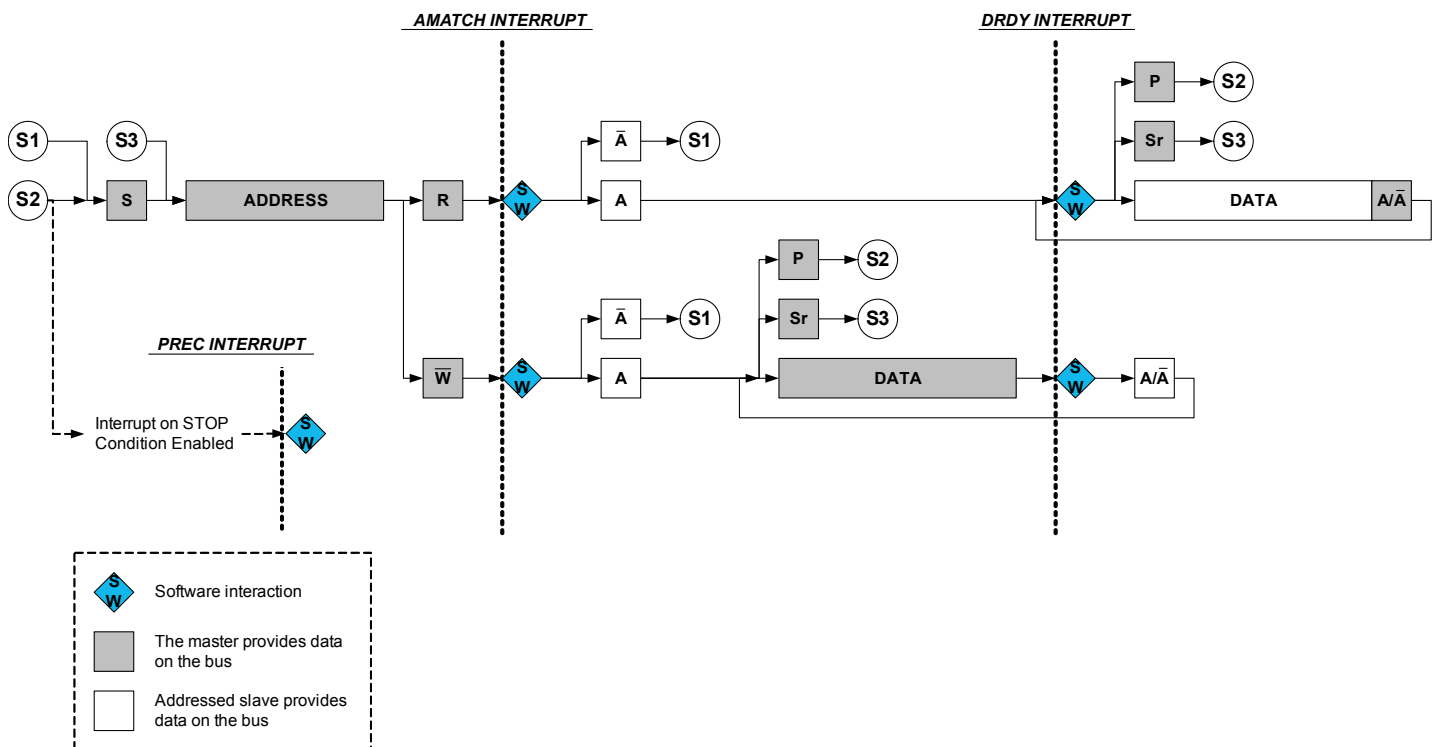 AMATCH INTERRUPT
DRDY INTERRUPT
P
S2
S1
S3
A̅
S1
Sr
S3
S2
S
ADDRESS
R
S
W
A
S
W
DATA
A/A̅
P
S2
A̅
S1
Sr
S3
PREC INTERRUPT
W̅
S
W
A
DATA
S
W
A/A̅
Interrupt on STOP
Condition Enabled
S
W
S
W
Software interaction
The master provides data
on the bus
Addressed slave provides
data on the bus